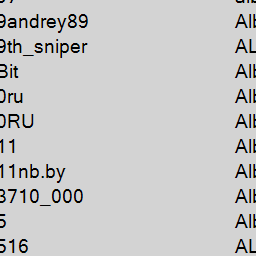 9andrey89 Alb
9th_sniper AL
Bit Alb
0ru Alb
0RU Alb
11 Alb
11nb.by Alb
3710_000 Alb
5 Alb
516 AL